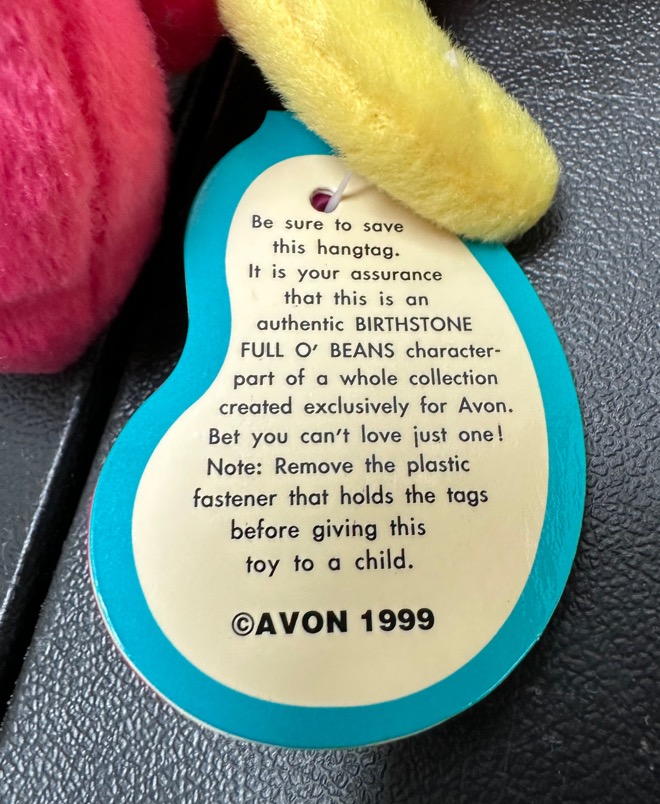 Be sure to save
this hangtag.
It is your assurance
that this is an
authentic BIRTHSTONE
FULL O' BEANS character-
part of a whole collection
created exclusively for Avon.
Bet you can't love just one!
Note: Remove the plastic
fastener that holds the tags
before giving this
toy to a child.
©AVON 1999